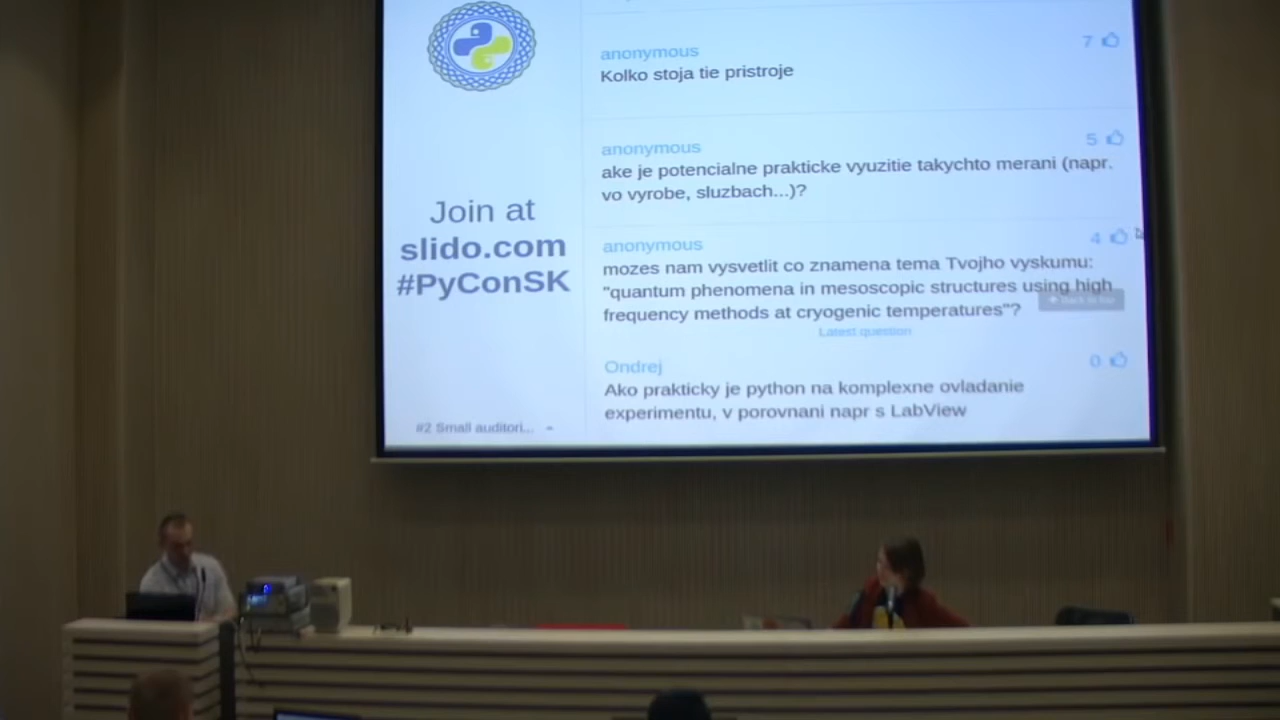 Join at
slido.com
#PyConSK
#2 Small auditori...
anonymous
7
Kolko stoja tie pristroje
anonymous
5
ake je potencialne prakticke vyuzitie takychto merani (napr.
vo vyrobe, sluzbach...)?
anonymous
4
mozes nam vysvetlit co znamena tema Tvojho vyskumu:
"quantum phenomena in mesoscopic structures using high
frequency methods at cryogenic temperatures"?
Back to top
Latest question
Ondrej
0
Ako prakticky je python na komplexne ovladanie
experimentu, v porovnani napr s LabView